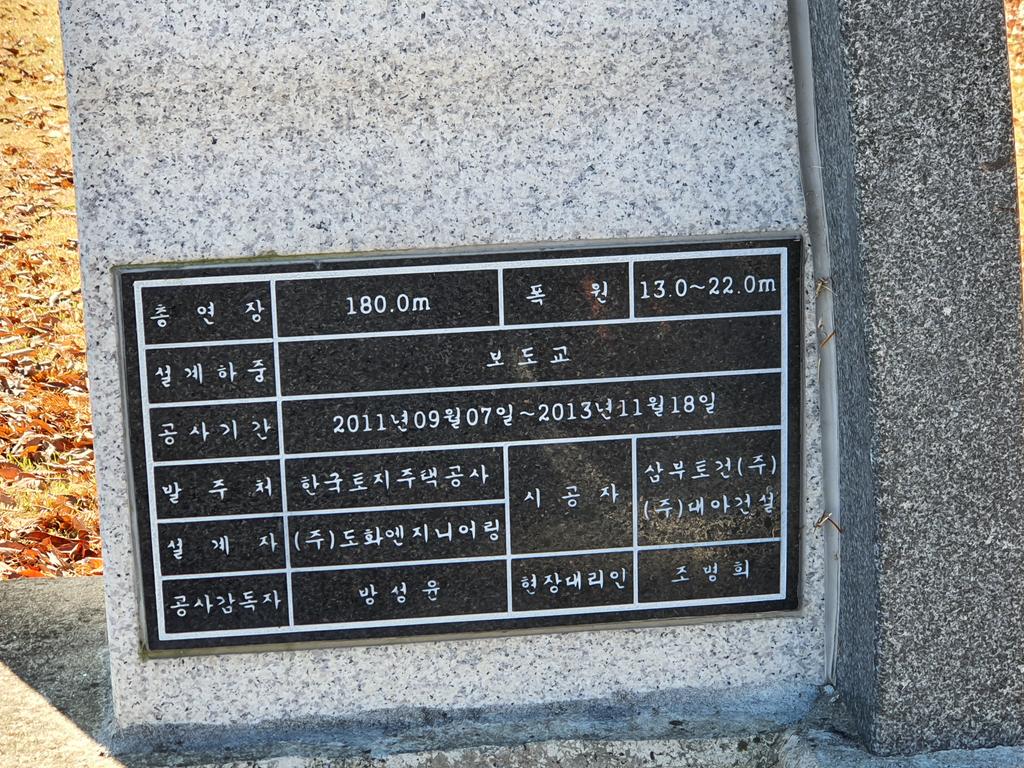 총 연 장 180.0m 폭 원 13.0~22.0m
설계하중 보도교
공사기간 2011년09월07일~2013년11월18일
발 주 처 한국토지주택공사
시 공 자 삼부토건(주)
(주)대아건설
설 계 자 (주)도화엔지니어링
공사감독자 방성윤 현장대리인 조병희